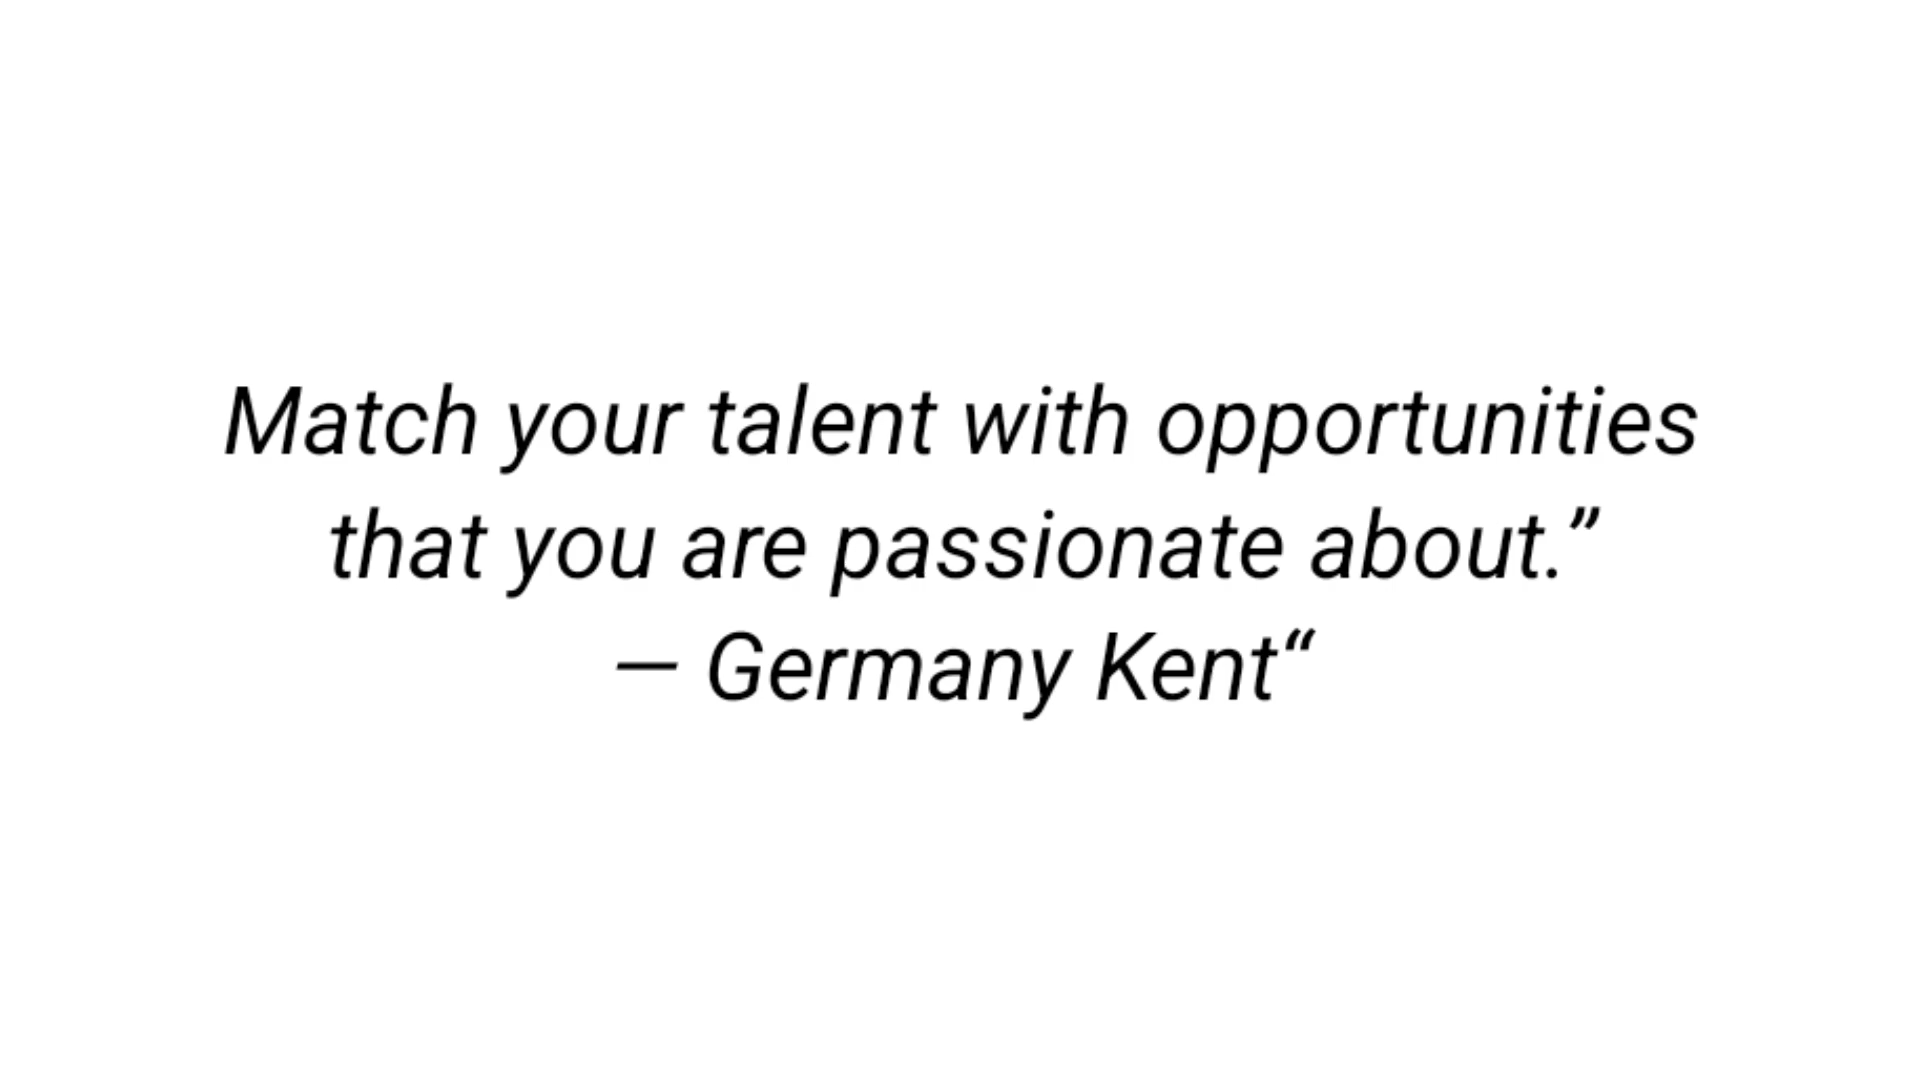 Match your talent with opportunities
that you are passionate about.”
— Germany Kent“